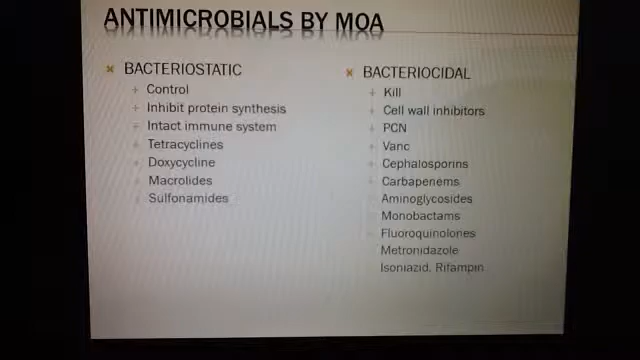 ANTIMICROBIALS BY MOA
BACTERIOSTATIC
Control
Inhibit protein synthesis
Intact immune system
Tetracyclines
Doxycycline
Macrolides
Sulfonamides
BACTERIOCIDAL
Kill
Cell wall inhibitors
PCN
Vanc
Cephalosporins
Carbapenems
Aminoglycosides
Monobactams
Fluoroquinolones
Metronidazole
Isoniazid, Rifampin